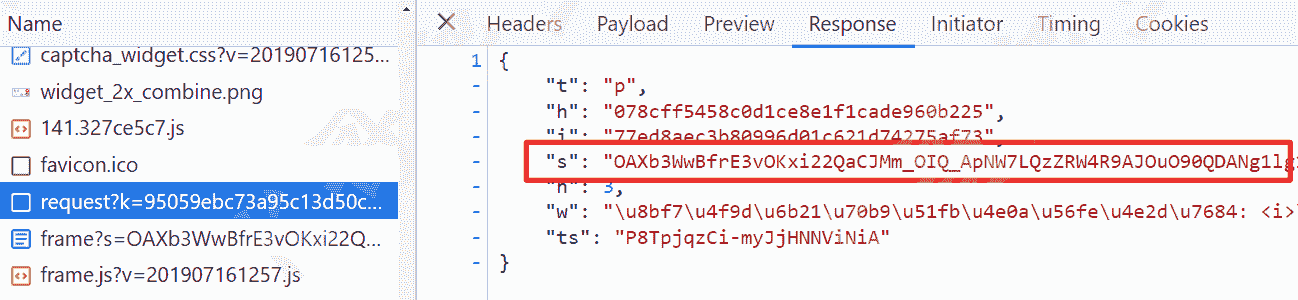 Name
captcha_widget.css?v=20190716125...
widget_2x_combine.png
141.327ce5c7.js
favicon.ico
request?k=95059ebc73a95c13d50c...
frame?s=OAXb3WwBfrE3vOKxi22Q...
frame.js?v=201907161257.js
Headers Payload Preview Response Initiator Timing Cookies
1 {
- "t": "p",
- "h": "078cff5458c0d1ce8e1f1cade960b225",
- "i": "77ed8aec3b80996d01c621d74275af73",
- "s": "OAXb3WwBfrE3vOKxi22QaCJMm_OIQ_ApNW7LQzZRW4R9AJOuO90QDANg1lg
- "n": 3,
- "w": "\u8bf7\u4f9d\u6b21\u70b9\u51fb\u4e0a\u56fe\u4e2d\u7684: <i>
- "ts": "P8TpjqzCi-myJjHNNViNiA"
- }